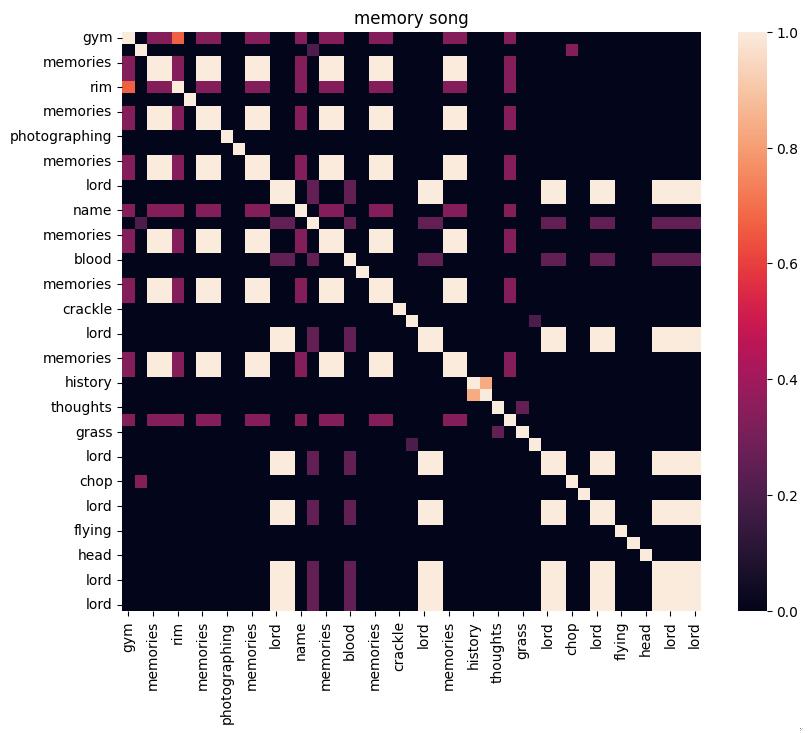 memory song
gym
memories
rim
memories
photographing
memories
lord
name
memories
blood
memories
crackle
lord
memories
history
thoughts
grass
lord
chop
lord
flying
head
lord
lord
1.0
0.8
0.6
0.4
0.2
0.0
gym
memories
rim
memories
photographing
memories
lord
name
memories
blood
memories
crackle
lord
memories
history
thoughts
grass
lord
chop
lord
flying
head
lord
lord